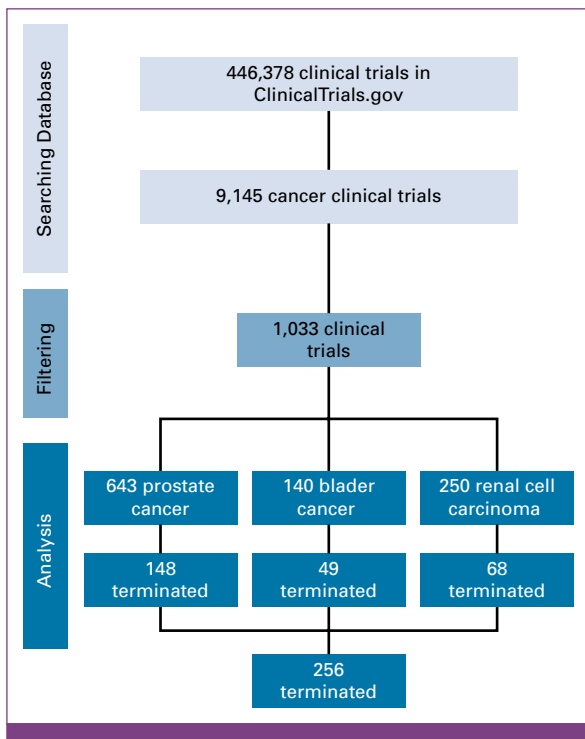 Searching Database
446,378 clinical trials in
ClinicalTrials.gov
9,145 cancer clinical trials
Filtering
1,033 clinical
trials
Analysis
643 prostate
cancer
140 blader
cancer
250 renal cell
carcinoma
148
terminated
49
terminated
68
terminated
256
terminated